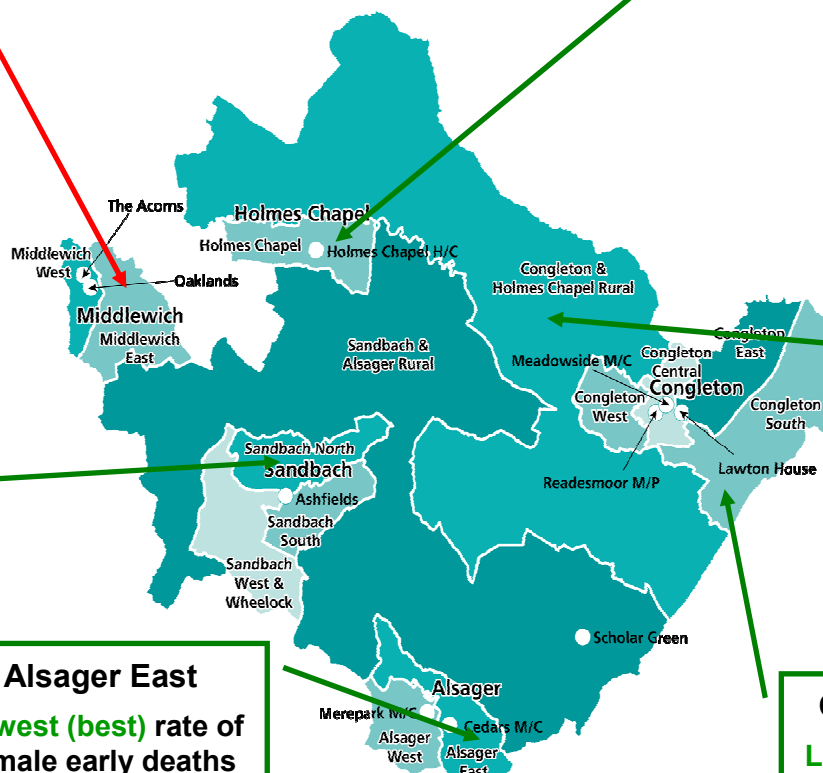 The Acorns
Holmes Chapel
Middlewich
West
Holmes Chapel
Holmes Chapel H/C
Oaklands
Congleton &
Holmes Chapel Rural
Middlewich
Middlewich
East
Sandbach &
Alsager Rural
Congleton
East
Meadowside M/C
Congleton
Central
Congleton
Congleton
West
Congleton
South
Sandbach North
Sandbach
Lawton House
Readesmoor M/P
Ashfields
Sandbach
South
Sandbach
West &
Wheelock
Scholar Green
Alsager East
west (best) rate of
male early deaths
Alsager
Merepark M/C
Cedars M/C
Alsager
West
Alsager
East
L